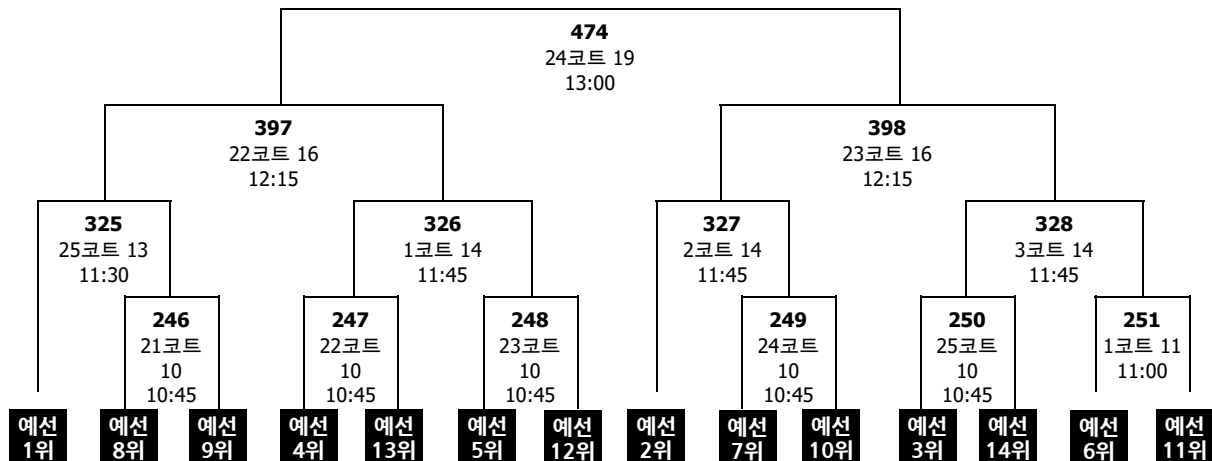 474
24코트 19
13:00
397
22코트 16
12:15
398
23코트 16
12:15
325
25코트 13
11:30
326
1코트 14
11:45
327
2코트 14
11:45
328
3코트 14
11:45
246
21코트
10
10:45
247
22코트
10
10:45
248
23코트
10
10:45
249
24코트
10
10:45
250
25코트
10
10:45
251
1코트 11
11:00
예선
1위
예선
8위
예선
9위
예선
4위
예선
13위
예선
5위
예선
12위
예선
2위
예선
7위
예선
10위
예선
3위
예선
14위
예선
6위
예선
11위